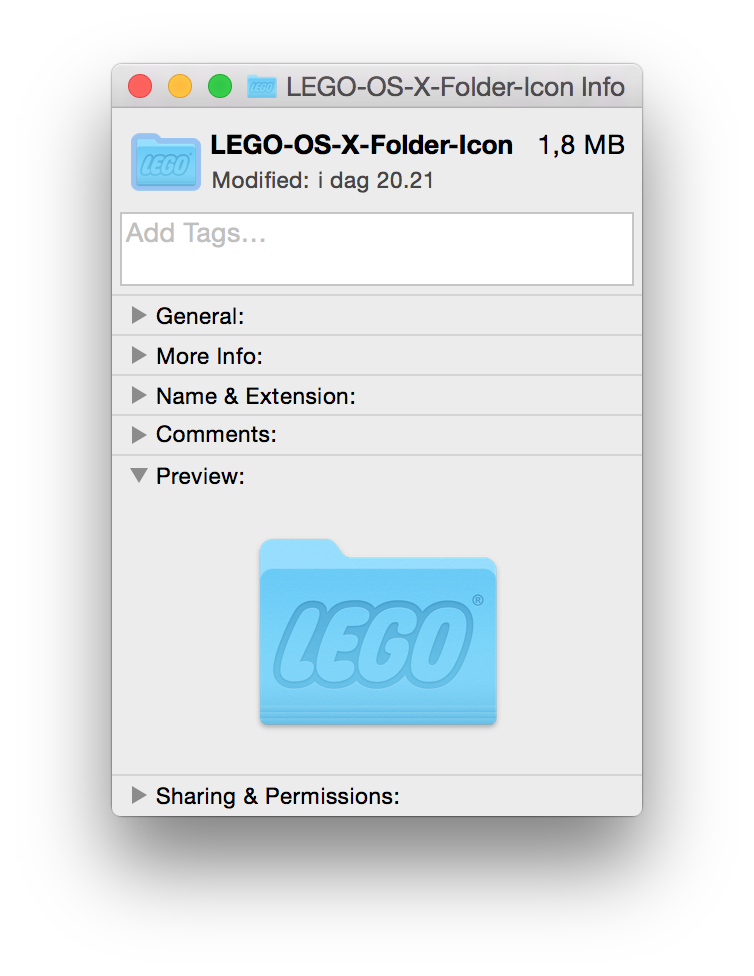 LEGO-OS-X-Folder-Icon Info
LEGO-OS-X-Folder-Icon 1,8 MB
Modified: i dag 20.21
Add Tags…
General:
More Info:
Name & Extension:
Comments:
Preview:
LEGO®
Sharing & Permissions: